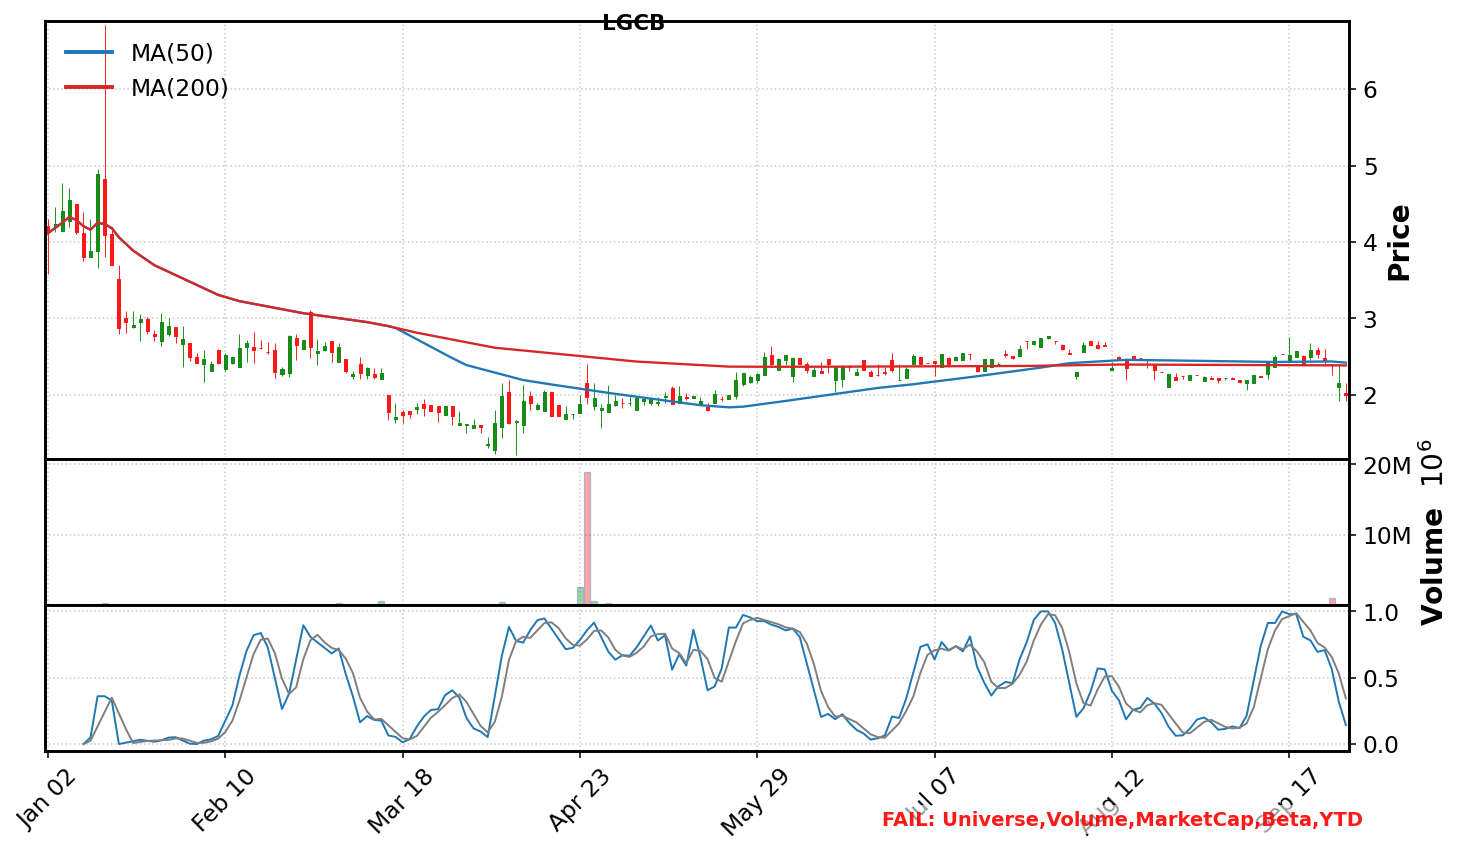 LGCB
MA(50)
MA(200)
6
5
4
3
2
Price
20M
10M
10^6
Volume
1.0
0.5
0.0
Jan 02
Feb 10
Mar 18
Apr 23
May 29
Jul 07
Aug 12
Sep 17
FAIL: Universe,Volume,MarketCap,Beta,YTD